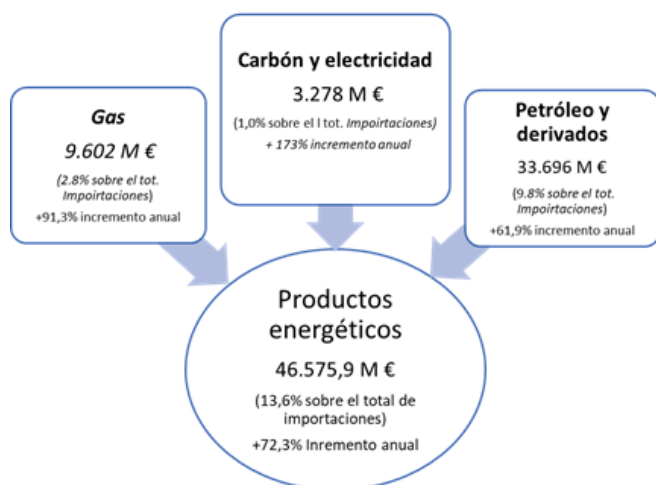 Gas
9.602 M €
(2.8% sobre el tot.
Impoirtaciones)
+91,3% incremento anual
Carbón y electricidad
3.278 M €
(1,0% sobre el l tot. Impoirtaciones)
+ 173% incremento anual
Petróleo y
derivados
33.696 M €
(9.8% sobre el tot.
Impoirtaciones)
+61,9% incremento anual
Productos
energéticos
46.575,9 M €
(13,6% sobre el total de
importaciones)
+72,3% Incremento anual